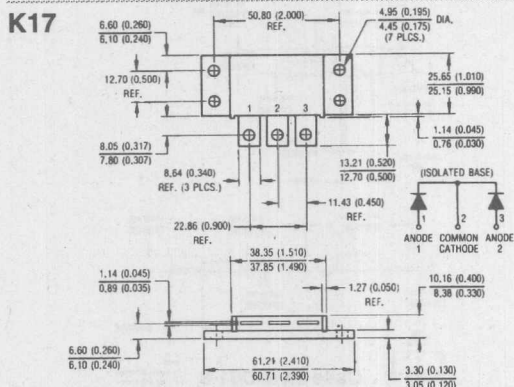 K17
50.80 (2.000)
REF.
4.95 (0.195)
4.45 (0.175)
DIA.
(7 PLCS.)
6.60 (0.260)
6.10 (0.240)
12.70 (0.500)
REF.
25.65 (1.010)
25.15 (0.990)
1 2 3
8.05 (0.317)
7.80 (0.307)
1.14 (0.045)
0.76 (0.030)
8.64 (0.340)
REF. (3 PLCS.)
13.21 (0.520)
12.70 (0.500)
(ISOLATED BASE)
11.43 (0.450)
REF.
22.86 (0.900)
REF.
1 2 3
ANODE COMMON ANODE
1 CATHODE 2
38.35 (1.510)
37.85 (1.490)
1.14 (0.045)
0.89 (0.035)
1.27 (0.050)
REF.
10.16 (0.400)
8.38 (0.330)
6.60 (0.260)
6.10 (0.240)
61.21 (2.410)
60.71 (2.390)
3.30 (0.130)
3.05 (0.120)